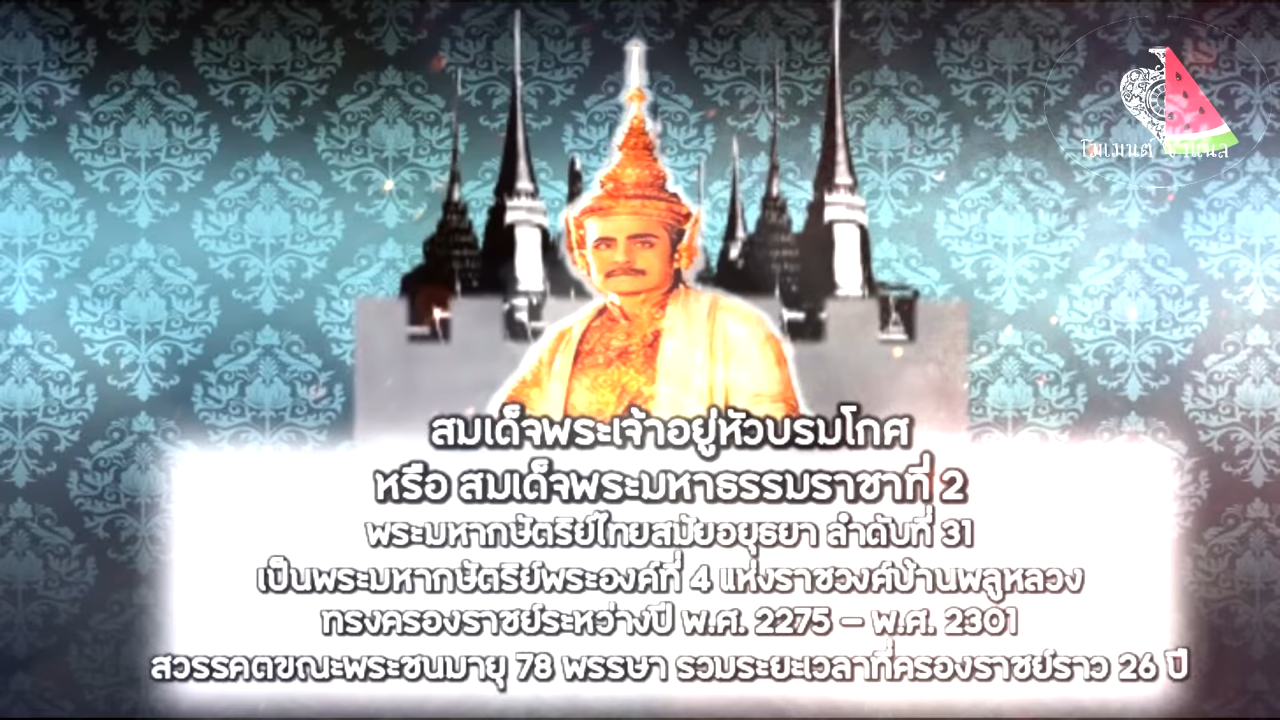 โมเมนต์
สมเด็จพระเจ้าอยู่หัวบรมโกศ
หรือ สมเด็จพระมหาธรรมราชาที่ 2
พระมหากษัตริย์ไทยสมัยอยุธยา ลำดับที่ 31
เป็นพระมหากษัตริย์พระองค์ที่ 4 แห่งราชวงศ์บ้านพลูหลวง
ทรงครองราชย์ระหว่างปี พ.ศ. 2275 – พ.ศ. 2301
สวรรคตขณะพระชนมายุ 78 พรรษา รวมระยะเวลาที่ครองราชย์ราว 26 ปี